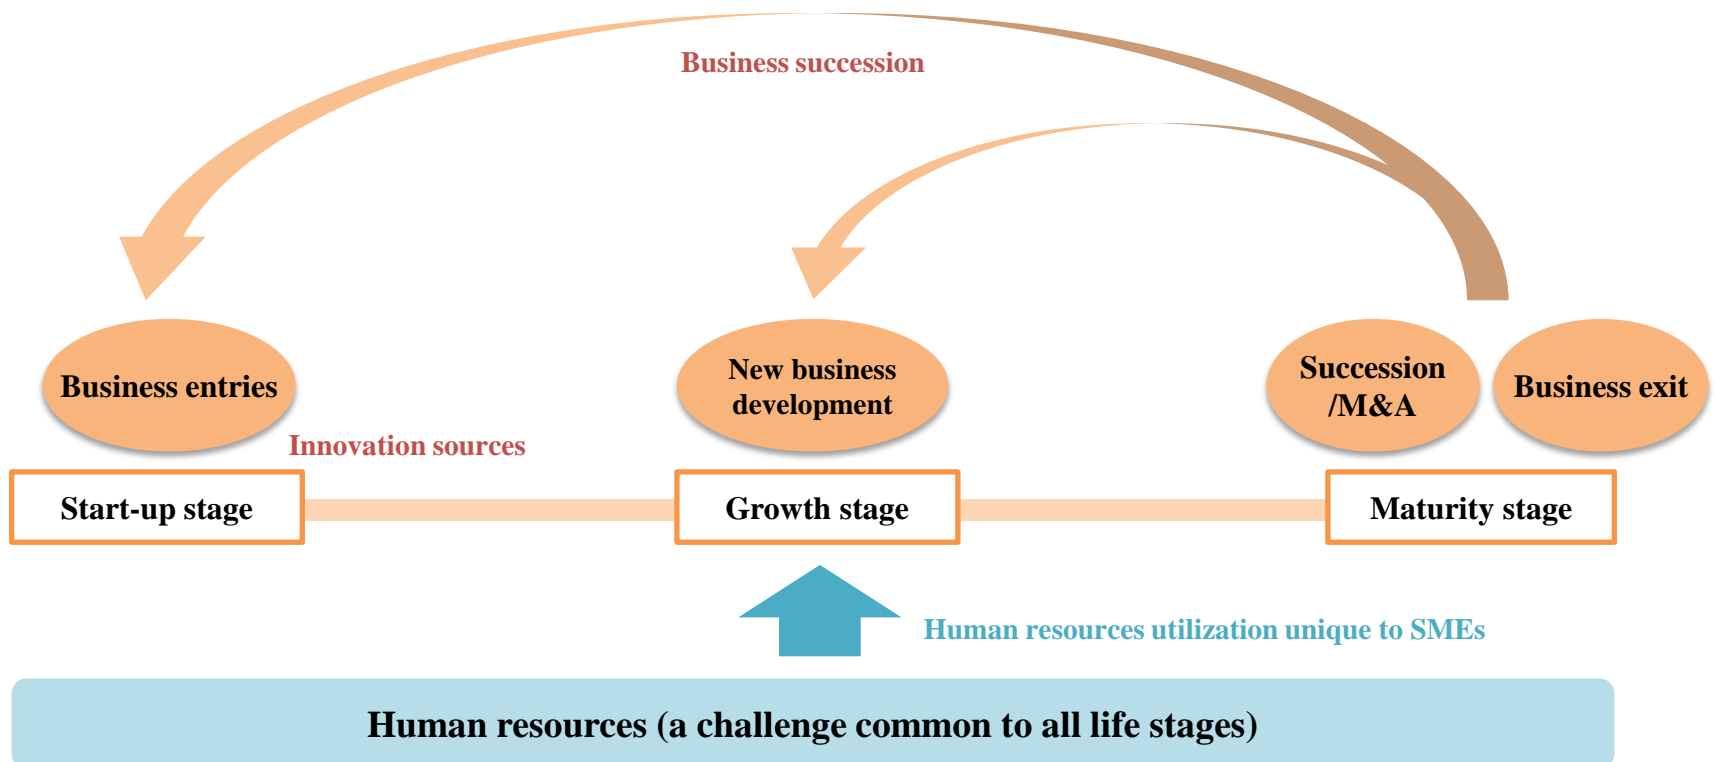 Business succession
Business entries
New business
development
Succession
/M&A
Business exit
Innovation sources
Start-up stage
Growth stage
Maturity stage
Human resources utilization unique to SMEs
Human resources (a challenge common to all life stages)